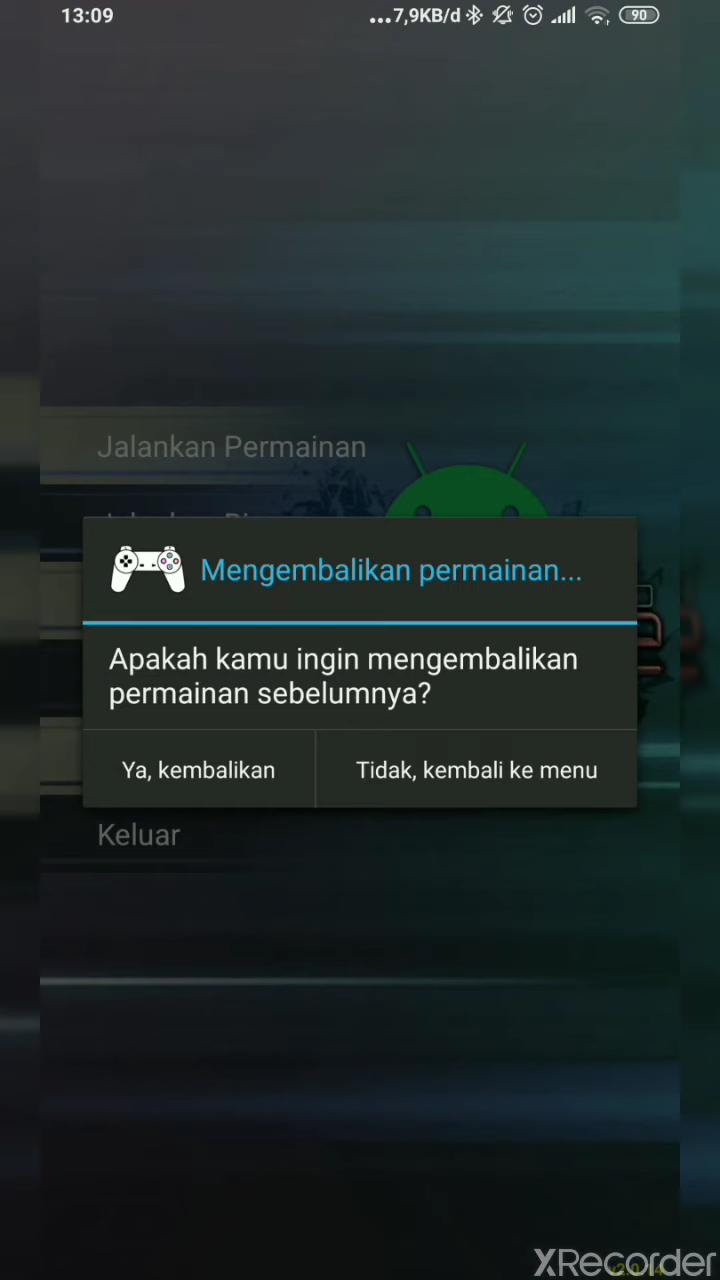 13:09
...7,9KB/d
90
Jalankan Permainan
Mengembalikan permainan...
Apakah kamu ingin mengembalikan
permainan sebelumnya?
Ya, kembalikan
Tidak, kembali ke menu
Keluar
XRecorder